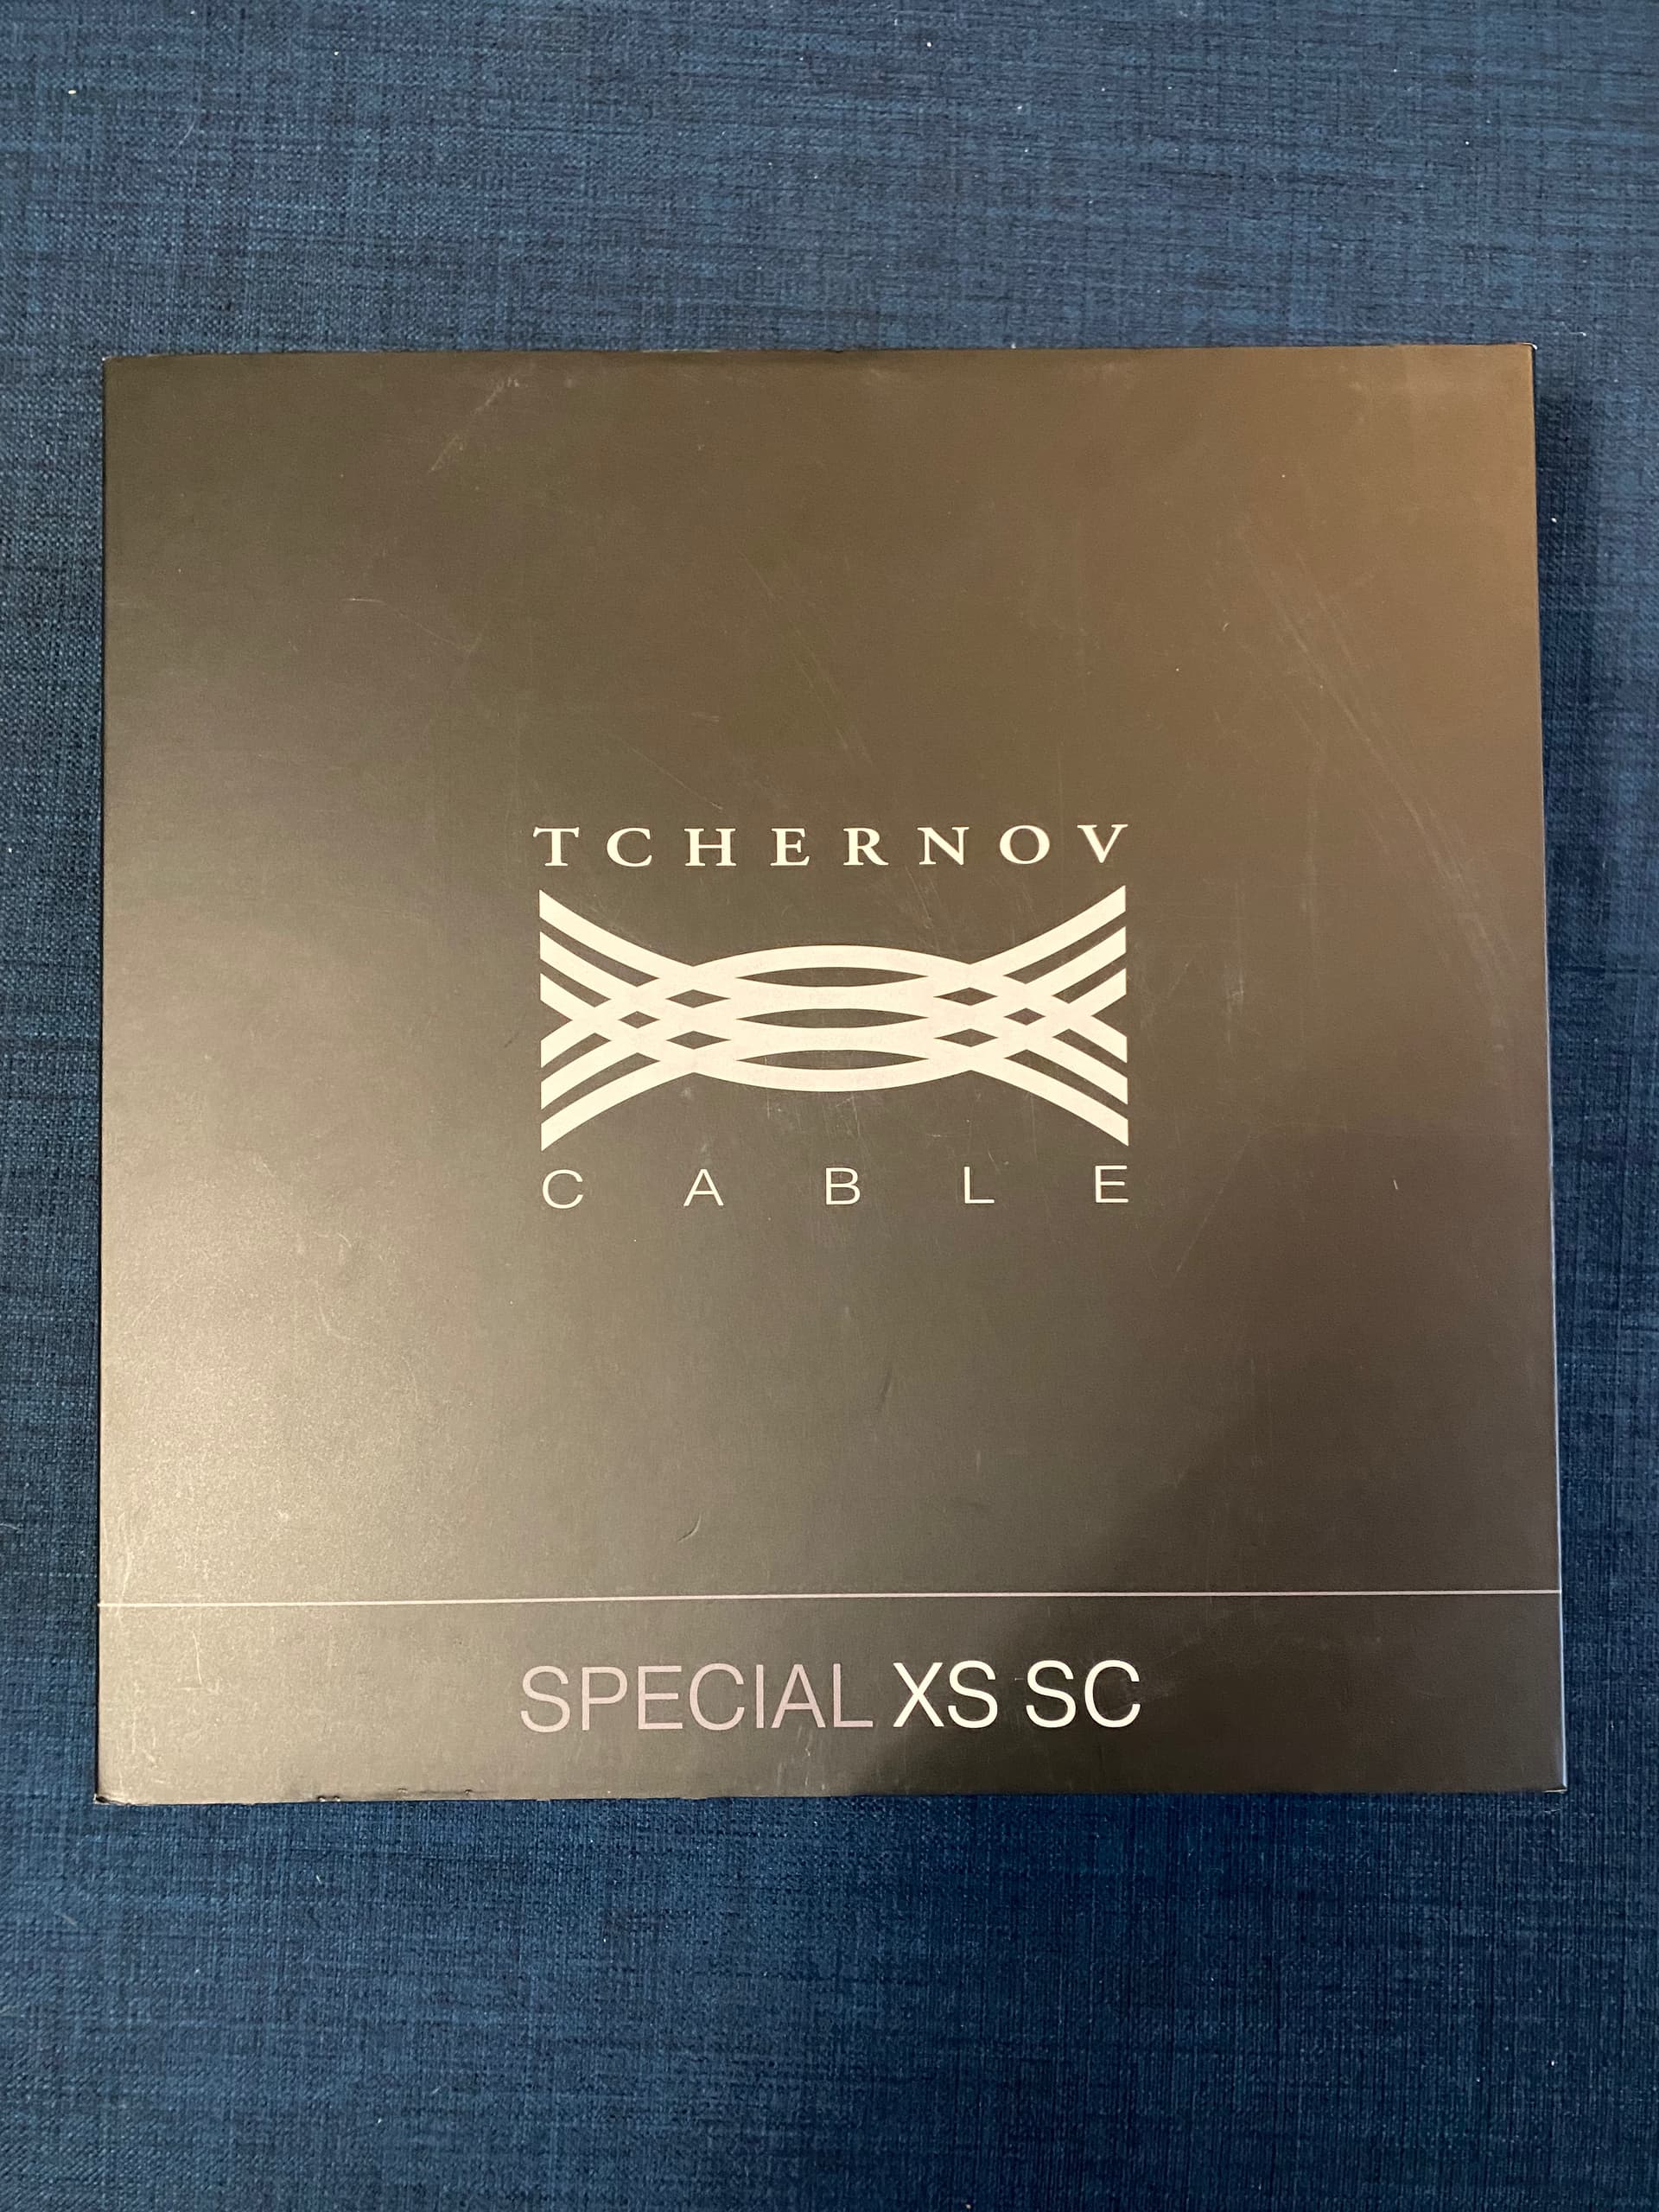 TCHERNOV
CABLE
SPECIAL XS SC